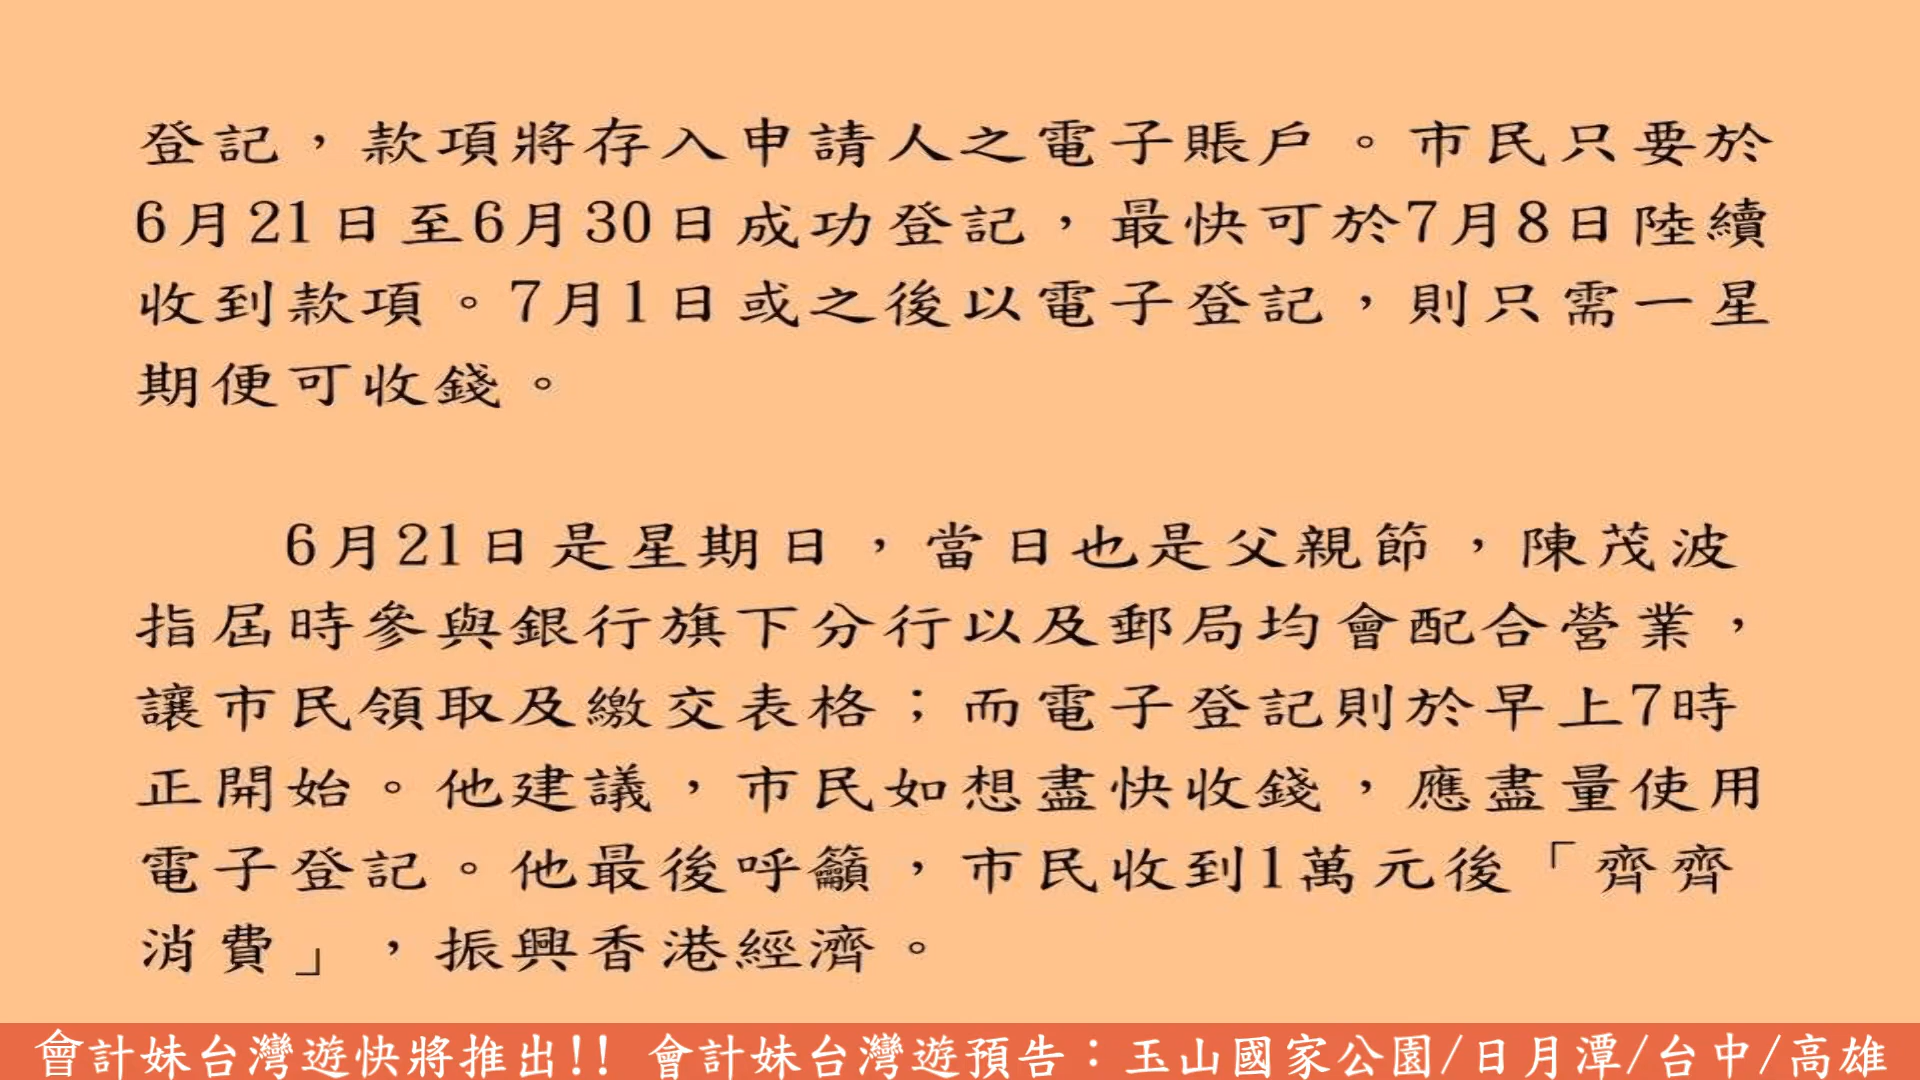 登記，款項將存入申請人之電子賬戶。市民只要於
6月21日至6月30日成功登記，最快可於7月8日陸續
收到款項。7月1日或之後以電子登記，則只需一星
期便可收錢。
6月21日是星期日，當日也是父親節，陳茂波
指屆時參與銀行旗下分行以及郵局均會配合營業，
讓市民領取及繳交表格；而電子登記則於早上7時
正開始。他建議，市民如想盡快收錢，應盡量使用
電子登記。他最後呼籲，市民收到1萬元後「齊齊
消費」，振興香港經濟。
會計妹台灣遊快將推出!! 會計妹台灣遊預告：玉山國家公園/日月潭/台中/高雄